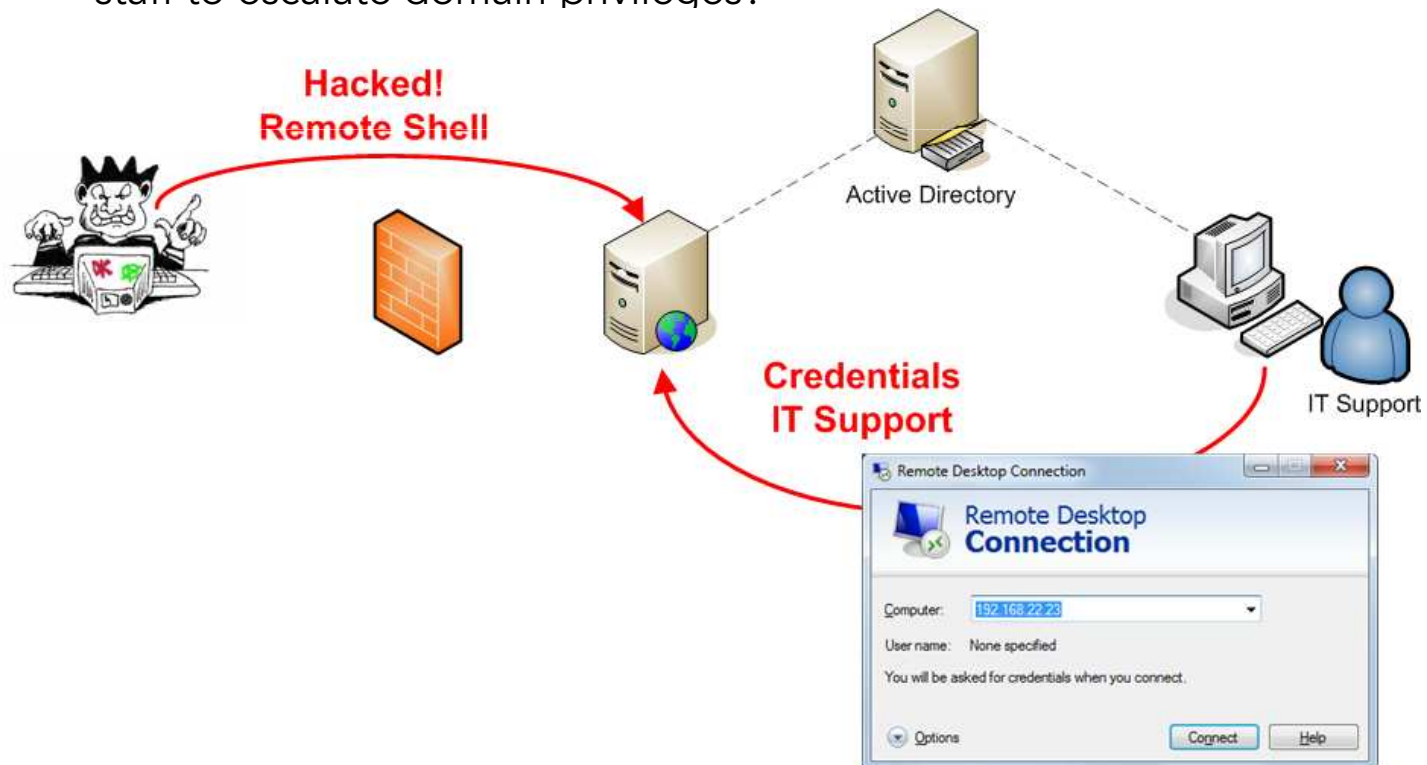 staff to escalate domain privileges?
Hacked!
Remote Shell
Active Directory
Credentials
IT Support
IT Support
Remote Desktop Connection
Remote Desktop
Connection
Computer:
192.168.22.23
User name:
None specified
You will be asked for credentials when you connect.
Options
Connect
Help